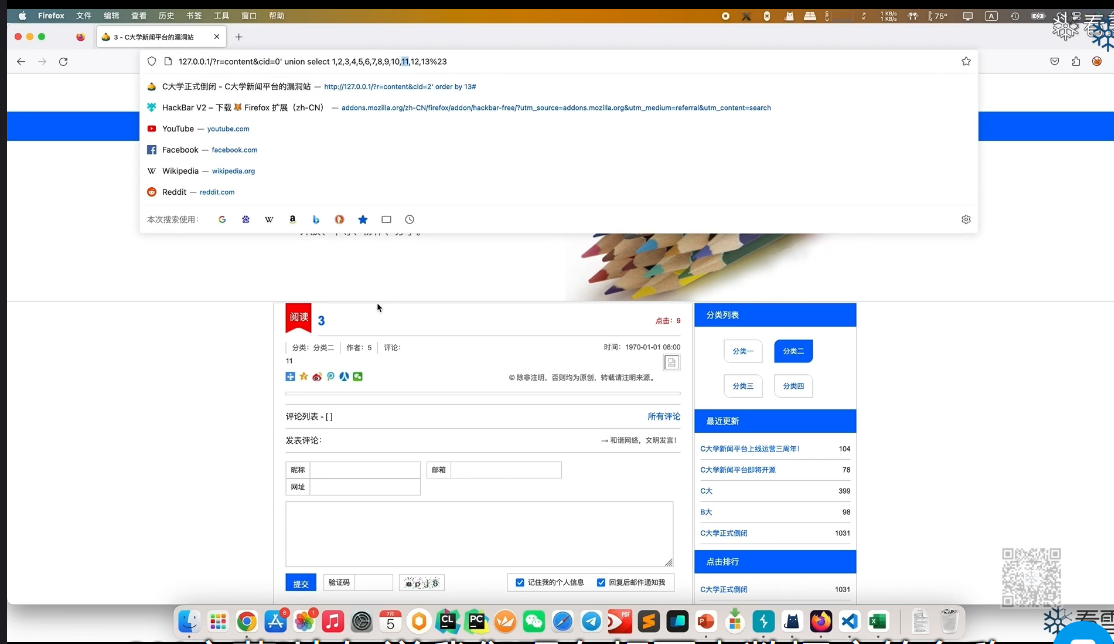 Firefox 文件 编辑 查看 历史 书签 工具 窗口 帮助
1 KB/s
75°
A
3 - C大学新闻平台的漏洞站
127.0.0.1/?r=content&cid=0' union select 1,2,3,4,5,6,7,8,9,10,11,12,13%23
C大学正式倒闭 - C大学新闻平台的漏洞站 — http://127.0.0.1/?r=content&cid=2' order by 13#
HackBar V2 – 下载 Firefox 扩展（zh-CN） — addons.mozilla.org/zh-CN/firefox/addon/hackbar-free/?utm_source=addons.mozilla.org&utm_medium=referral&utm_content=search
YouTube — youtube.com
Facebook — facebook.com
Wikipedia — wikipedia.org
Reddit — reddit.com
本次搜索使用：
阅读 3 点击：9
分类：分类二 作者：5 评论： 时间：1970-01-01 08:00
11
© 除非注明，否则均为原创，转载请注明来源。
评论列表 - [ ] 所有评论
发表评论： → 和谐网络，文明发言！
昵称 邮箱
网址
提交 验证码 记住我的个人信息 回复后邮件通知我
分类列表
分类一 分类二
分类三 分类四
最近更新
C大学新闻平台上线运营三周年！ 104
C大学新闻平台即将开源 78
C大 399
B大 98
C大学正式倒闭 1031
点击排行
C大学正式倒闭 1031